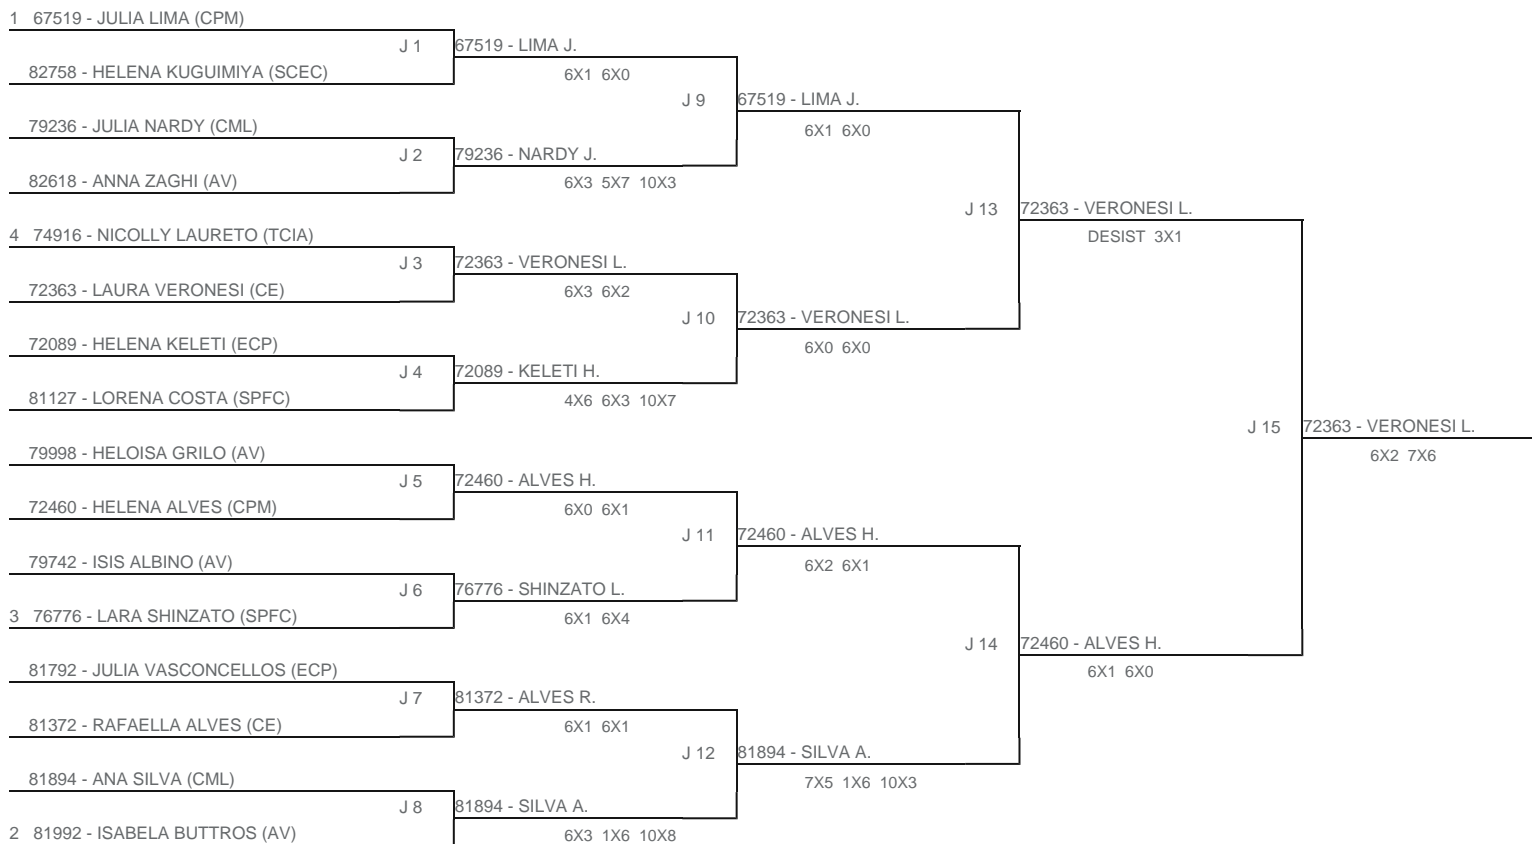 1 67519 - JULIA LIMA (CPM)
J 1
67519 - LIMA J.
82758 - HELENA KUGUIMIYA (SCEC)
6X1 6X0
J 9
67519 - LIMA J.
79236 - JULIA NARDY (CML)
6X1 6X0
J 2
79236 - NARDY J.
82618 - ANNA ZAGHI (AV)
6X3 5X7 10X3
J 13
72363 - VERONESI L.
4 74916 - NICOLLY LAURETO (TCIA)
DESIST 3X1
J 3
72363 - VERONESI L.
72363 - LAURA VERONESI (CE)
6X3 6X2
J 10
72363 - VERONESI L.
72089 - HELENA KELETI (ECP)
6X0 6X0
J 4
72089 - KELETI H.
81127 - LORENA COSTA (SPFC)
4X6 6X3 10X7
J 15
72363 - VERONESI L.
79998 - HELOISA GRILO (AV)
6X2 7X6
J 5
72460 - ALVES H.
72460 - HELENA ALVES (CPM)
6X0 6X1
J 11
72460 - ALVES H.
79742 - ISIS ALBINO (AV)
6X2 6X1
J 6
76776 - SHINZATO L.
3 76776 - LARA SHINZATO (SPFC)
6X1 6X4
J 14
72460 - ALVES H.
81792 - JULIA VASCONCELLOS (ECP)
6X1 6X0
J 7
81372 - ALVES R.
81372 - RAFAELLA ALVES (CE)
6X1 6X1
J 12
81894 - SILVA A.
81894 - ANA SILVA (CML)
7X5 1X6 10X3
J 8
81894 - SILVA A.
2 81992 - ISABELA BUTTROS (AV)
6X3 1X6 10X8